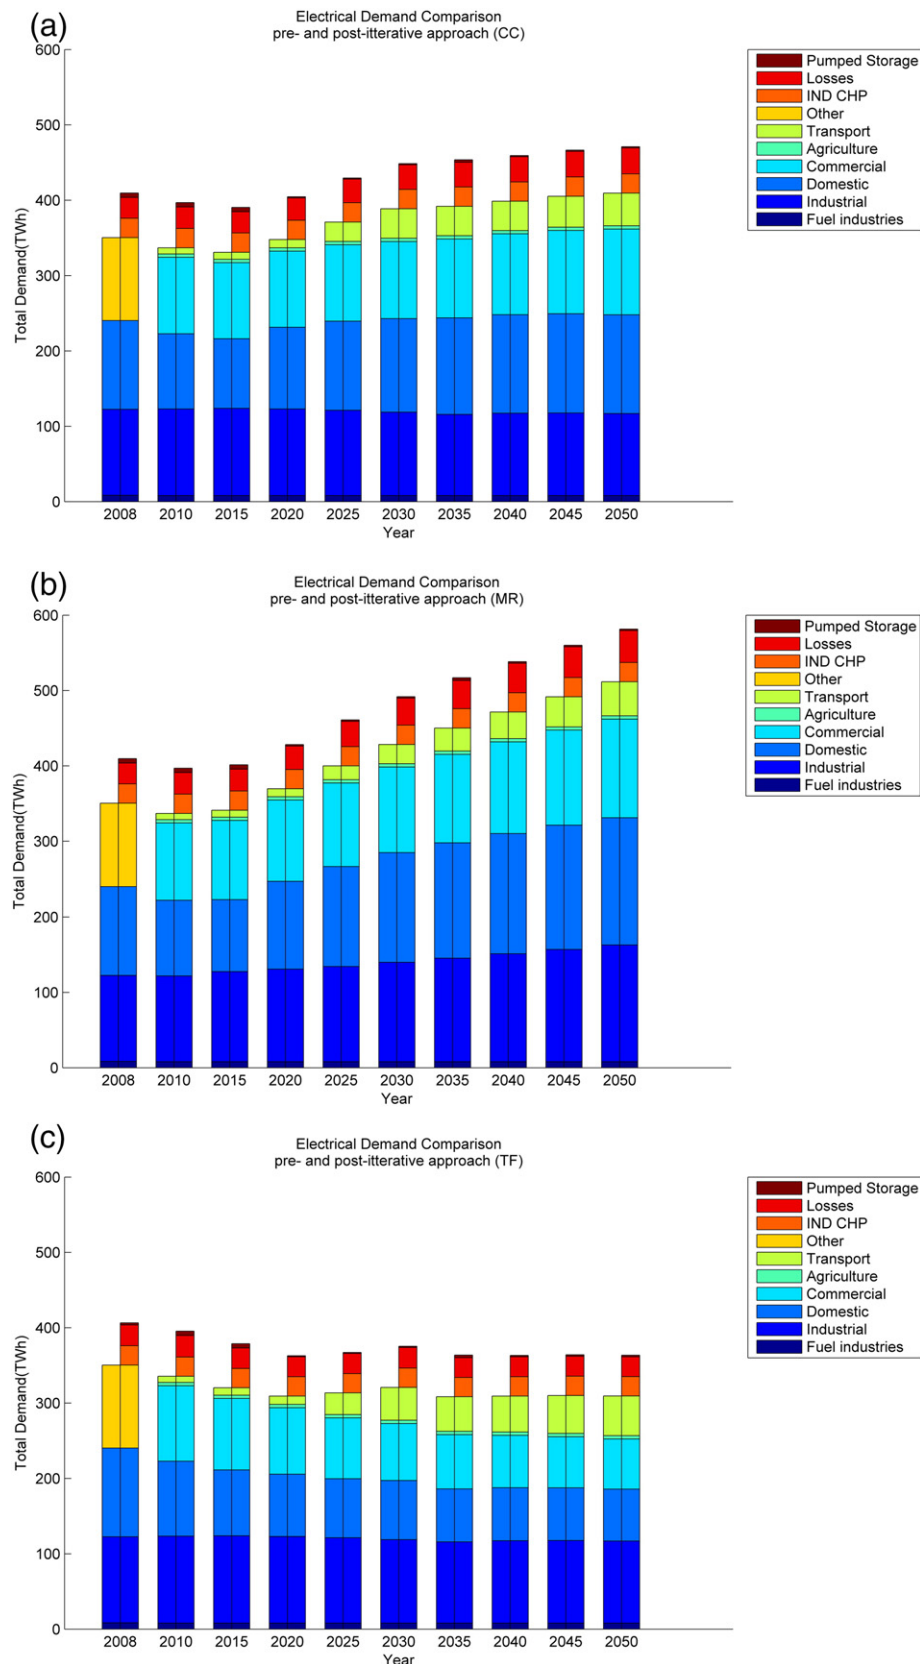 (a)
Electrical Demand Comparison
pre- and post-itterative approach (CC)
600
500
400
300
200
100
0
Total Demand(TWh)
2008 2010 2015 2020 2025 2030 2035 2040 2045 2050
Year
Pumped Storage
Losses
IND CHP
Other
Transport
Agriculture
Commercial
Domestic
Industrial
Fuel industries
(b)
Electrical Demand Comparison
pre- and post-itterative approach (MR)
600
500
400
300
200
100
0
Total Demand(TWh)
2008 2010 2015 2020 2025 2030 2035 2040 2045 2050
Year
Pumped Storage
Losses
IND CHP
Other
Transport
Agriculture
Commercial
Domestic
Industrial
Fuel industries
(c)
Electrical Demand Comparison
pre- and post-itterative approach (TF)
600
500
400
300
200
100
0
Total Demand(TWh)
2008 2010 2015 2020 2025 2030 2035 2040 2045 2050
Year
Pumped Storage
Losses
IND CHP
Other
Transport
Agriculture
Commercial
Domestic
Industrial
Fuel industries